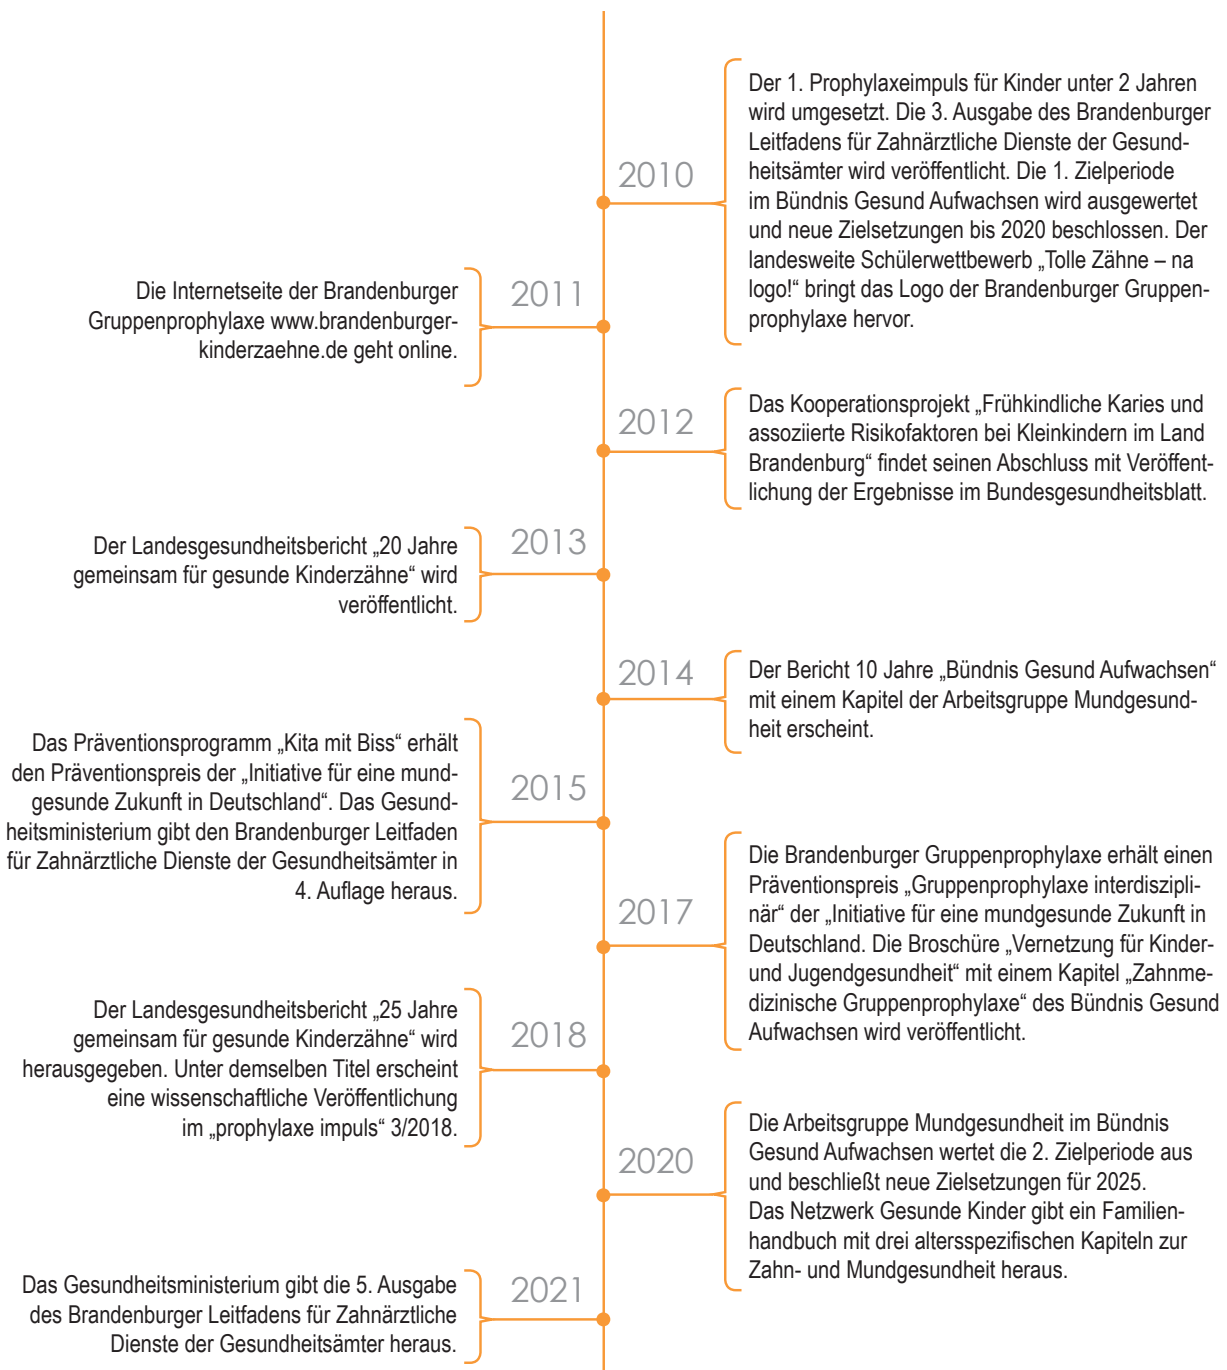 2010
Der 1. Prophylaxeimpuls für Kinder unter 2 Jahren
wird umgesetzt. Die 3. Ausgabe des Brandenburger
Leitfadens für Zahnärztliche Dienste der Gesund-
heitsämter wird veröffentlicht. Die 1. Zielperiode
im Bündnis Gesund Aufwachsen wird ausgewertet
und neue Zielsetzungen bis 2020 beschlossen. Der
landesweite Schülerwettbewerb „Tolle Zähne – na
logo!“ bringt das Logo der Brandenburger Gruppen-
prophylaxe hervor.
2011
Die Internetseite der Brandenburger
Gruppenprophylaxe www.brandenburger-
kinderzaehne.de geht online.
2012
Das Kooperationsprojekt „Frühkindliche Karies und
assoziierte Risikofaktoren bei Kleinkindern im Land
Brandenburg“ findet seinen Abschluss mit Veröffent-
lichung der Ergebnisse im Bundesgesundheitsblatt.
2013
Der Landesgesundheitsbericht „20 Jahre
gemeinsam für gesunde Kinderzähne“ wird
veröffentlicht.
2014
Der Bericht 10 Jahre „Bündnis Gesund Aufwachsen“
mit einem Kapitel der Arbeitsgruppe Mundgesund-
heit erscheint.
2015
Das Präventionsprogramm „Kita mit Biss“ erhält
den Präventionspreis der „Initiative für eine mund-
gesunde Zukunft in Deutschland“. Das Gesund-
heitsministerium gibt den Brandenburger Leitfaden
für Zahnärztliche Dienste der Gesundheitsämter in
4. Auflage heraus.
2017
Die Brandenburger Gruppenprophylaxe erhält einen
Präventionspreis „Gruppenprophylaxe interdiszipli-
när“ der „Initiative für eine mundgesunde Zukunft in
Deutschland. Die Broschüre „Vernetzung für Kinder-
und Jugendgesundheit“ mit einem Kapitel „Zahnme-
dizinische Gruppenprophylaxe“ des Bündnis Gesund
Aufwachsen wird veröffentlicht.
2018
Der Landesgesundheitsbericht „25 Jahre
gemeinsam für gesunde Kinderzähne“ wird
herausgegeben. Unter demselben Titel erscheint
eine wissenschaftliche Veröffentlichung
im „prophylaxe impuls“ 3/2018.
2020
Die Arbeitsgruppe Mundgesundheit im Bündnis
Gesund Aufwachsen wertet die 2. Zielperiode aus
und beschließt neue Zielsetzungen für 2025.
Das Netzwerk Gesunde Kinder gibt ein Familien-
handbuch mit drei altersspezifischen Kapiteln zur
Zahn- und Mundgesundheit heraus.
2021
Das Gesundheitsministerium gibt die 5. Ausgabe
des Brandenburger Leitfadens für Zahnärztliche
Dienste der Gesundheitsämter heraus.